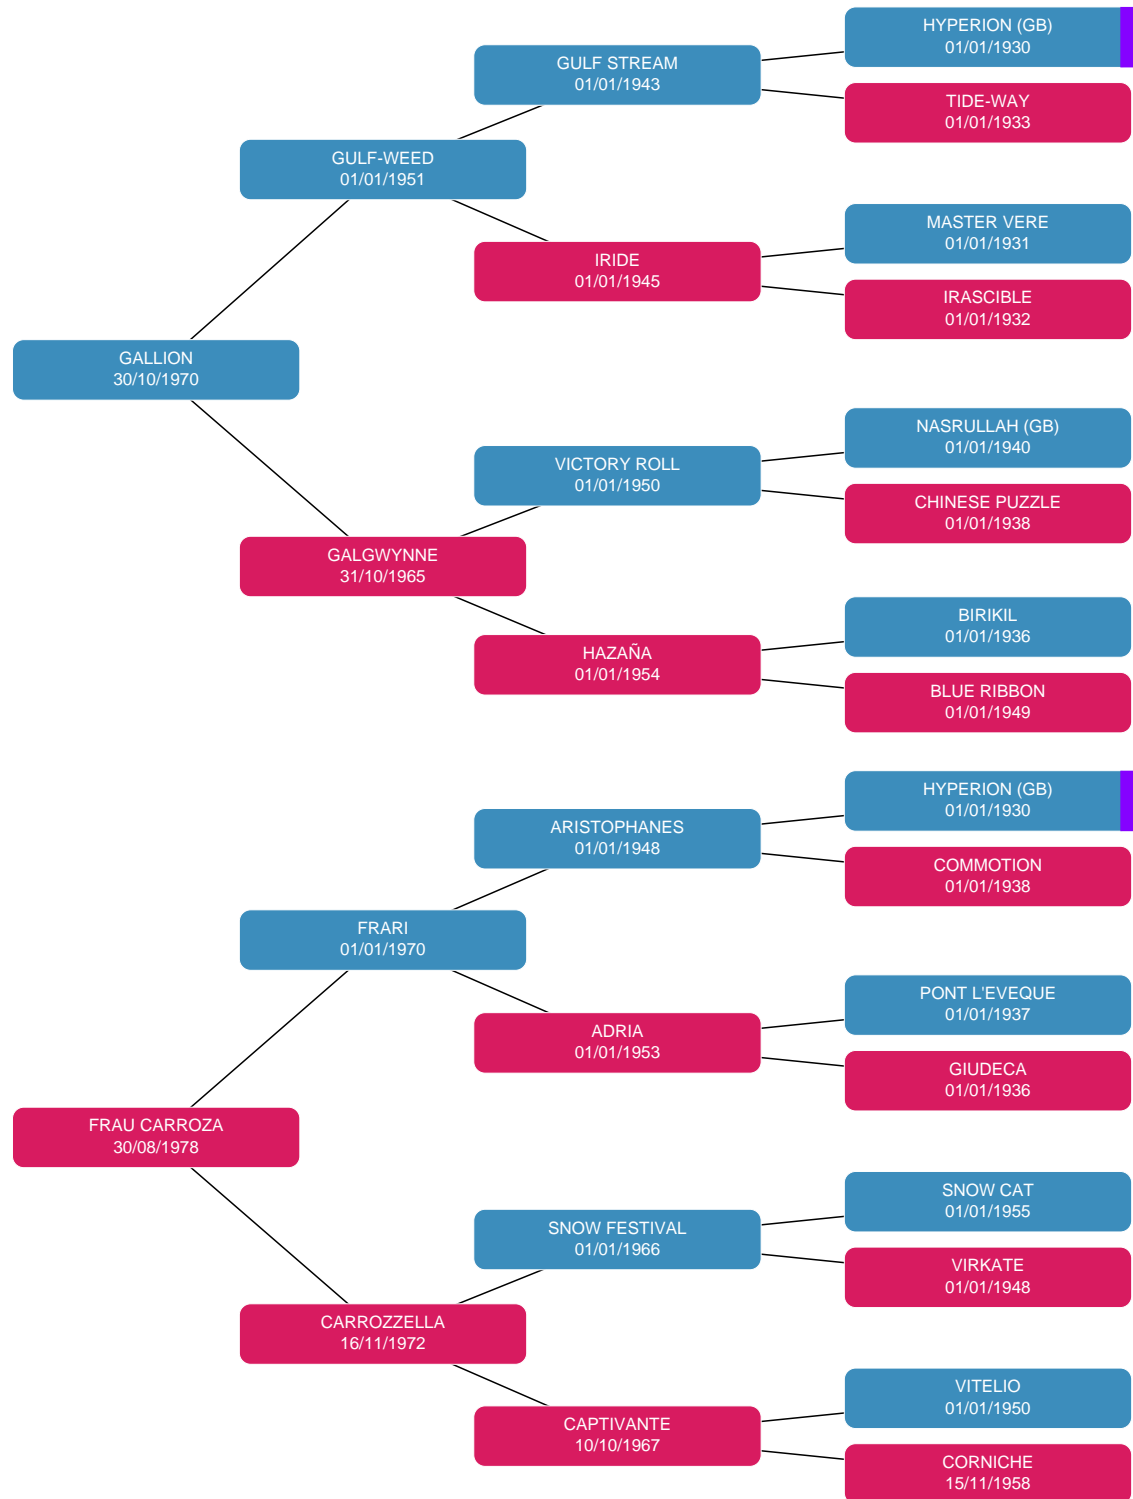 HYPERION (GB)
01/01/1930
GULF STREAM
01/01/1943
TIDE-WAY
01/01/1933
GULF-WEED
01/01/1951
MASTER VERE
01/01/1931
IRIDE
01/01/1945
IRASCIBLE
01/01/1932
GALLION
30/10/1970
NASRULLAH (GB)
01/01/1940
VICTORY ROLL
01/01/1950
CHINESE PUZZLE
01/01/1938
GALGWYNNE
31/10/1965
BIRIKIL
01/01/1936
HAZAÑA
01/01/1954
BLUE RIBBON
01/01/1949
HYPERION (GB)
01/01/1930
ARISTOPHANES
01/01/1948
COMMOTION
01/01/1938
FRARI
01/01/1970
PONT L'EVEQUE
01/01/1937
ADRIA
01/01/1953
GIUDECA
01/01/1936
FRAU CARROZA
30/08/1978
SNOW CAT
01/01/1955
SNOW FESTIVAL
01/01/1966
VIRKATE
01/01/1948
CARROZZELLA
16/11/1972
VITELIO
01/01/1950
CAPTIVANTE
10/10/1967
CORNICHE
15/11/1958